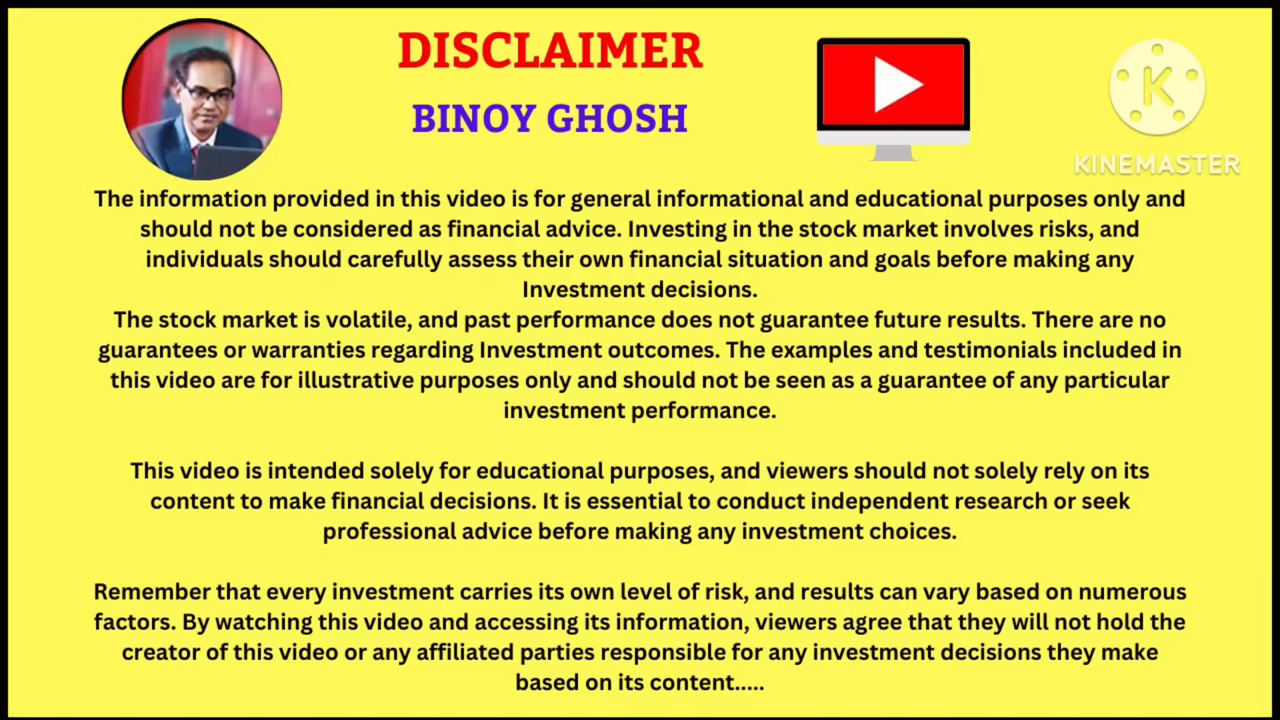 DISCLAIMER
BINOY GHOSH
K
KINEMASTER
The information provided in this video is for general informational and educational purposes only and
should not be considered as financial advice. Investing in the stock market involves risks, and
individuals should carefully assess their own financial situation and goals before making any
Investment decisions.
The stock market is volatile, and past performance does not guarantee future results. There are no
guarantees or warranties regarding Investment outcomes. The examples and testimonials included in
this video are for illustrative purposes only and should not be seen as a guarantee of any particular
investment performance.
This video is intended solely for educational purposes, and viewers should not solely rely on its
content to make financial decisions. It is essential to conduct independent research or seek
professional advice before making any investment choices.
Remember that every investment carries its own level of risk, and results can vary based on numerous
factors. By watching this video and accessing its information, viewers agree that they will not hold the
creator of this video or any affiliated parties responsible for any investment decisions they make
based on its content.....